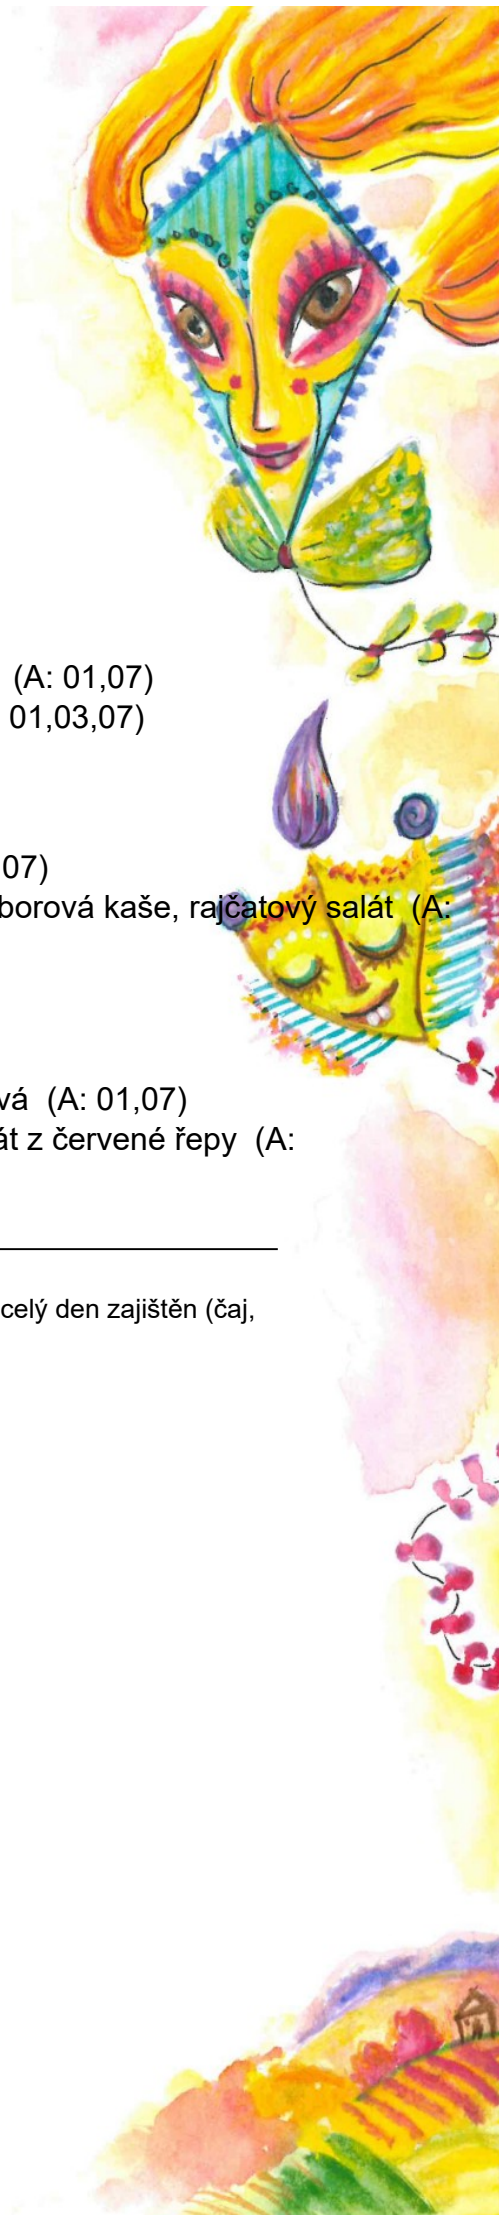 (A: 01,07)
01,03,07)
07)
borová kaše, rajčatový salát (A:
vá (A: 01,07)
át z červené řepy (A:
celý den zajištěn (čaj,